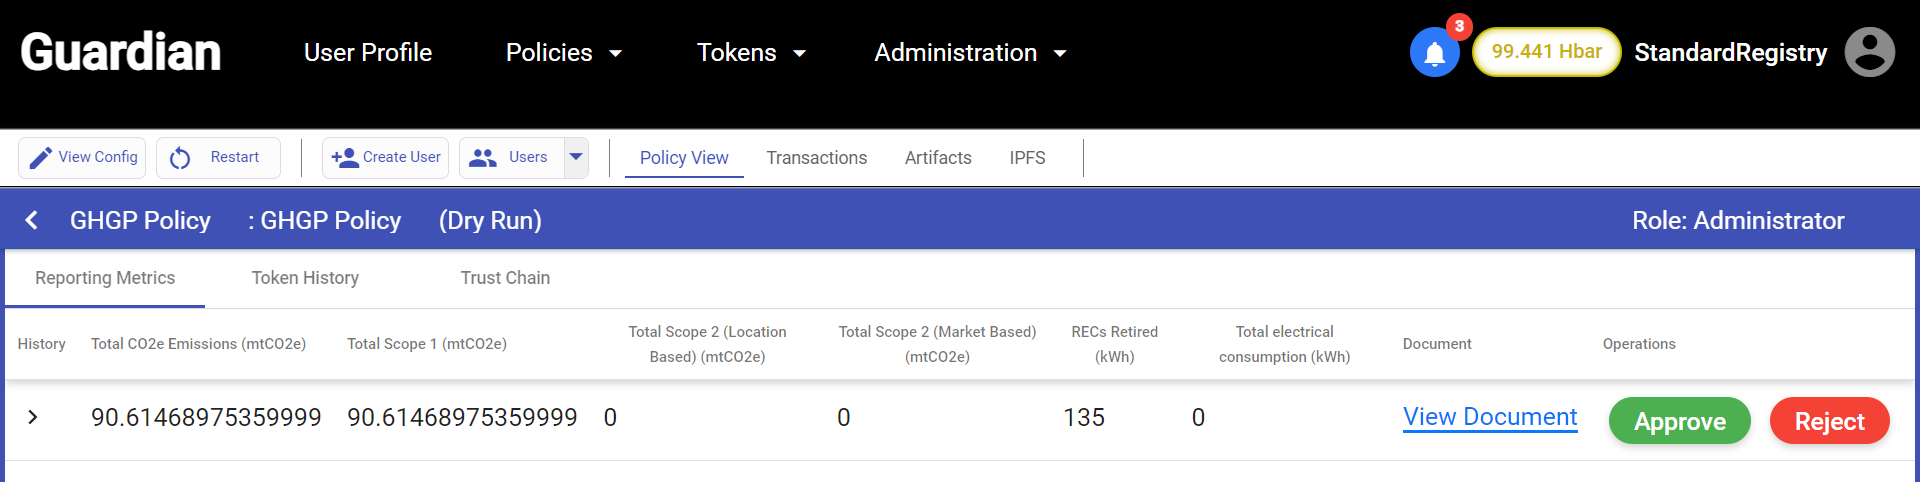 Guardian User Profile Policies Tokens Administration 3 99.441 Hbar StandardRegistry
View Config Restart Create User Users Policy View Transactions Artifacts IPFS
GHGP Policy : GHGP Policy (Dry Run) Role: Administrator
Reporting Metrics Token History Trust Chain
History Total CO2e Emissions (mtCO2e) Total Scope 1 (mtCO2e) Total Scope 2 (Location Based) (mtCO2e) Total Scope 2 (Market Based) (mtCO2e) RECs Retired (kWh) Total electrical consumption (kWh) Document Operations
90.61468975359999 90.61468975359999 0 0 135 0 View Document Approve Reject